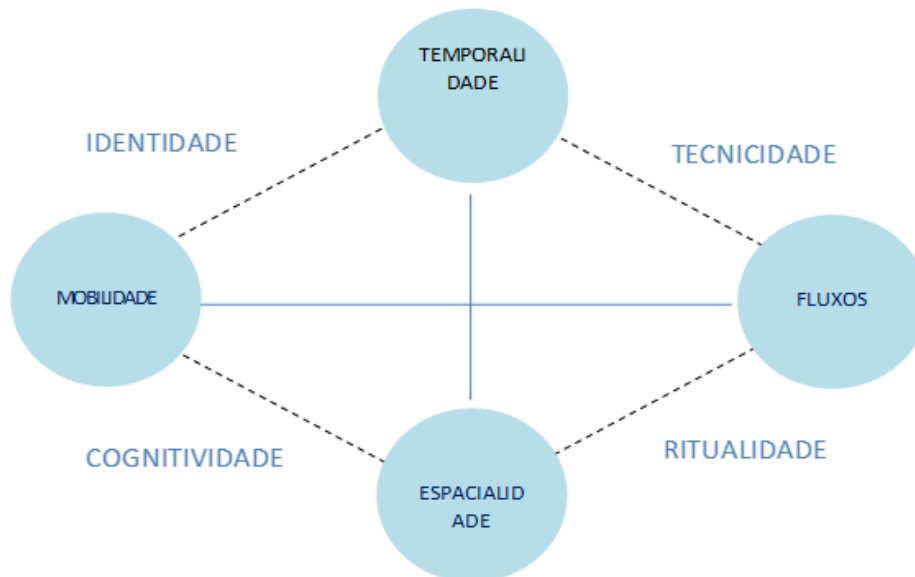 TEMPORALI
DADE
IDENTIDADE
TECNICIDADE
MOBILIDADE
FLUXOS
COGNITIVIDADE
RITUALIDADE
ESPACIALID
ADE